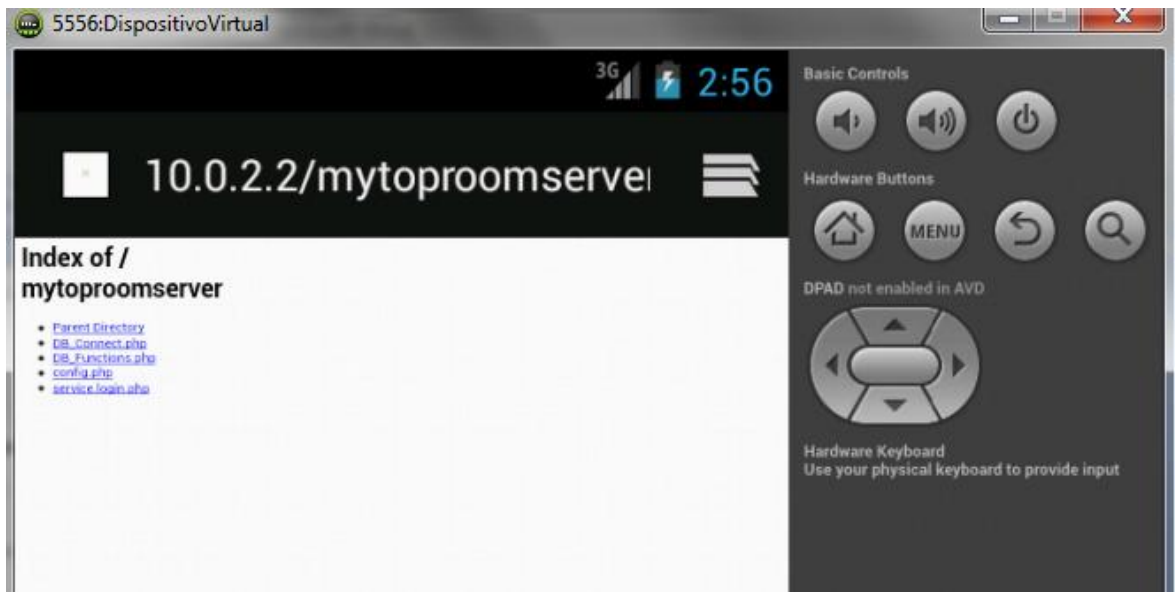 5556:DispositivoVirtual
3G 2:56
10.0.2.2/mytoproomserver
Index of /
mytoproomserver
Parent Directory
DB_Connect.php
DB_Functions.php
config.php
service.login.php
Basic Controls
Hardware Buttons
MENU
DPAD not enabled in AVD
Hardware Keyboard
Use your physical keyboard to provide input